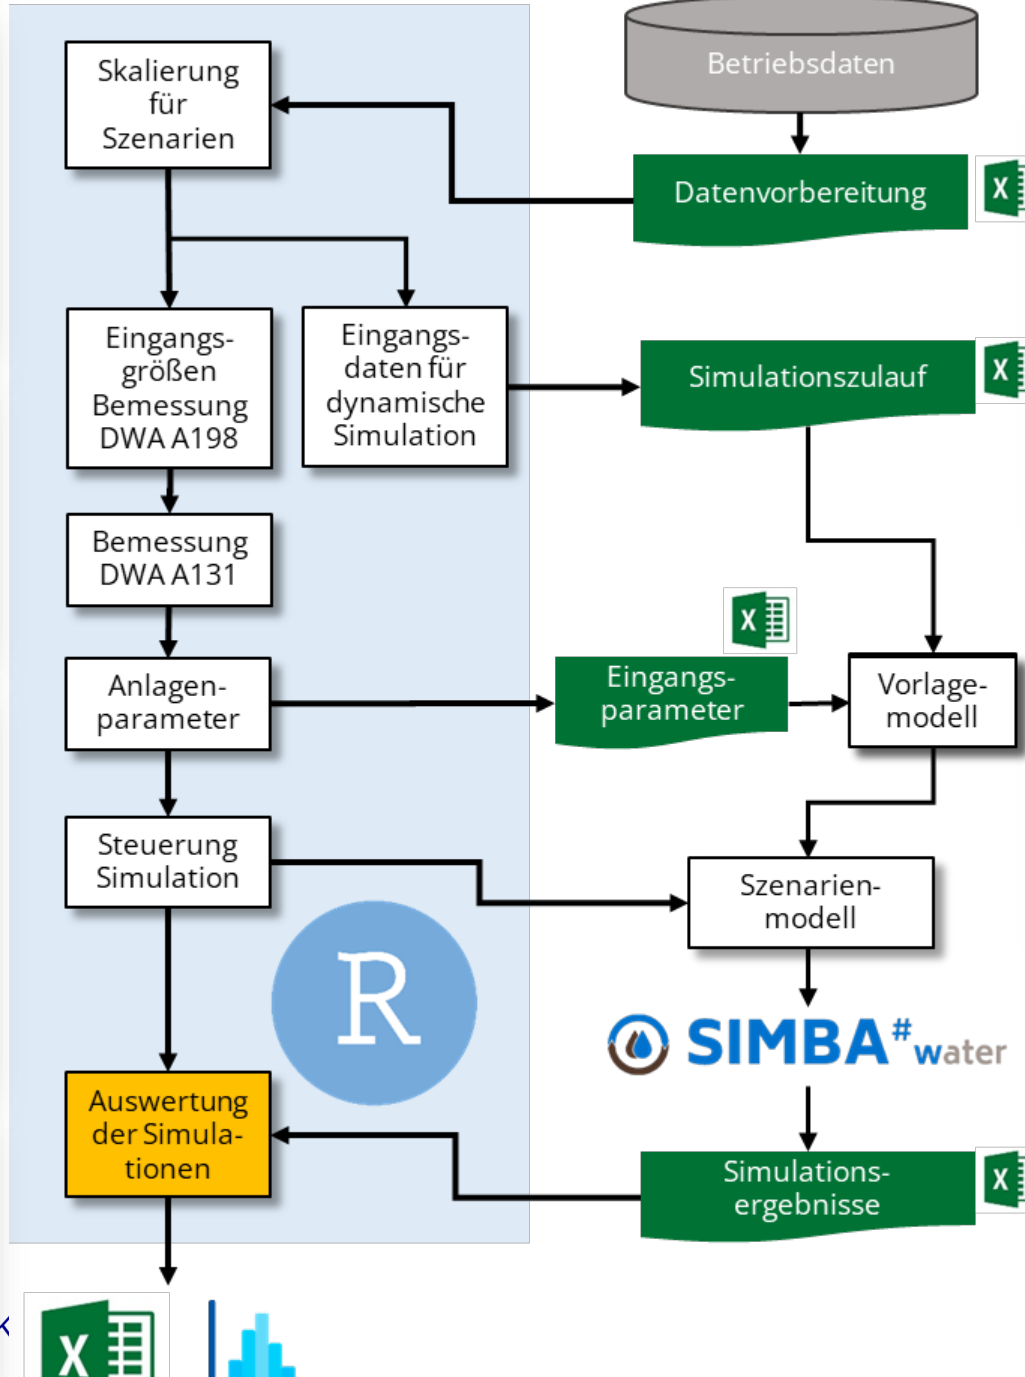 Betriebsdaten
Skalierung
für
Szenarien
Datenvorbereitung
X
Eingangs-
größen
Bemessung
DWA A198
Eingangs-
daten für
dynamische
Simulation
Simulationszulauf
X
Bemessung
DWA A131
X
Anlagen-
parameter
Eingangs-
parameter
Vorlage-
modell
Steuerung
Simulation
Szenarien-
modell
R
SIMBA# water
Auswertung
der Simula-
tionen
Simulations-
ergebnisse
X
X